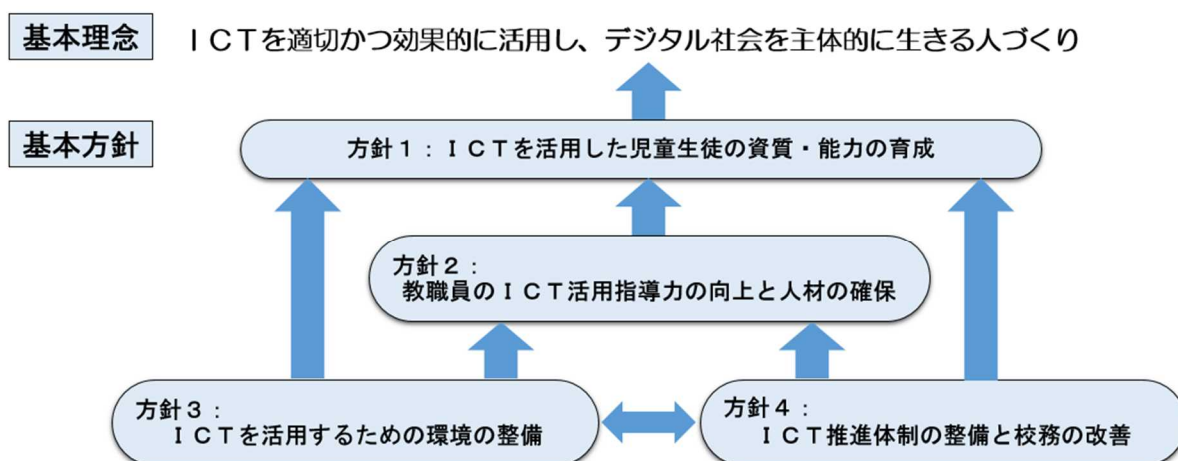 基本理念
ＩＣＴを適切かつ効果的に活用し、デジタル社会を主体的に生きる人づくり
基本方針
方針１：ＩＣＴを活用した児童生徒の資質・能力の育成
方針２：
教職員のＩＣＴ活用指導力の向上と人材の確保
方針３：
ＩＣＴを活用するための環境の整備
方針４：
ＩＣＴ推進体制の整備と校務の改善